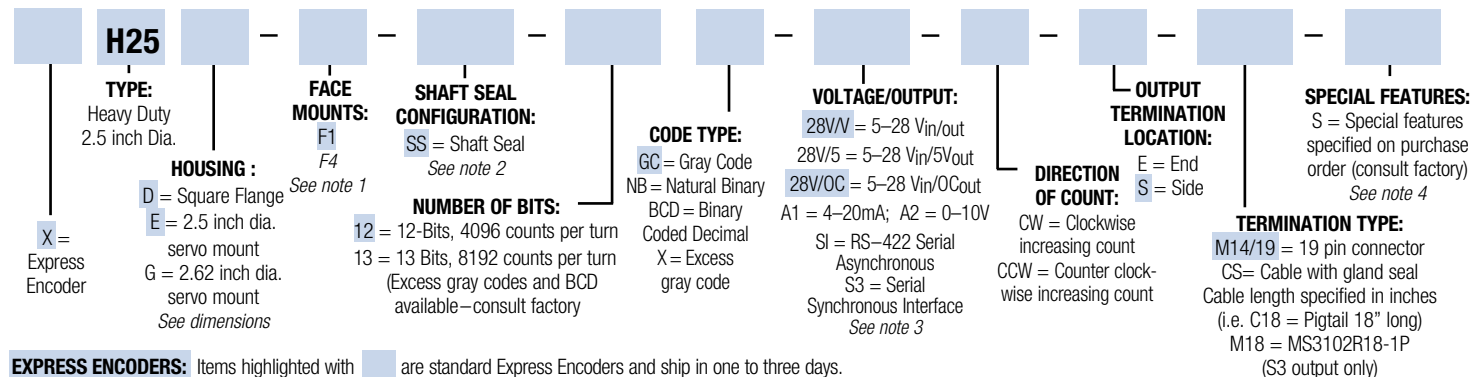 H25
TYPE:
Heavy Duty
2.5 inch Dia.
X =
Express
Encoder
HOUSING :
D = Square Flange
E = 2.5 inch dia.
servo mount
G = 2.62 inch dia.
servo mount
See dimensions
FACE
MOUNTS:
F1
F4
See note 1
SHAFT SEAL
CONFIGURATION:
SS = Shaft Seal
See note 2
NUMBER OF BITS:
12 = 12-Bits, 4096 counts per turn
13 = 13 Bits, 8192 counts per turn
(Excess gray codes and BCD
available–consult factory
CODE TYPE:
GC = Gray Code
NB = Natural Binary
BCD = Binary
Coded Decimal
X = Excess
gray code
VOLTAGE/OUTPUT:
28V/V = 5–28 Vin/out
28V/5 = 5–28 Vin/5Vout
28V/OC = 5–28 Vin/OCout
A1 = 4–20mA; A2 = 0–10V
SI = RS–422 Serial
Asynchronous
S3 = Serial
Synchronous Interface
See note 3
DIRECTION
OF COUNT:
CW = Clockwise
increasing count
CCW = Counter clock-
wise increasing count
OUTPUT
TERMINATION
LOCATION:
E = End
S = Side
TERMINATION TYPE:
M14/19 = 19 pin connector
CS= Cable with gland seal
Cable length specified in inches
(i.e. C18 = Pigtail 18” long)
M18 = MS3102R18-1P
(S3 output only)
SPECIAL FEATURES:
S = Special features
specified on purchase
order (consult factory)
See note 4
EXPRESS ENCODERS: Items highlighted with are standard Express Encoders and ship in one to three days.